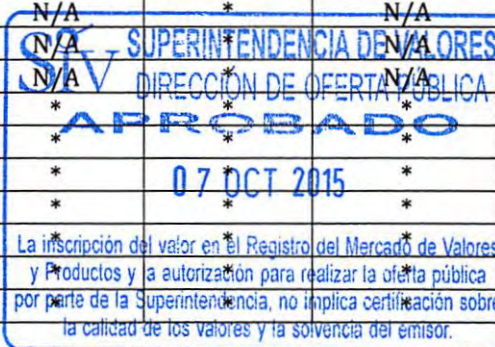 N/A * N/A
N/A * N/A
SIV SUPERINTENDENCIA DE VALORES
N/A * N/A
DIRECCIÓN DE OFERTA PÚBLICA
* * *
APROBADO
* * *
* * *
07 OCT 2015
* * *
La inscripción del valor en el Registro del Mercado de Valores
* * *
y Productos y la autorización para realizar la oferta pública
* * *
por parte de la Superintendencia, no implica certificación sobre
* * *
la calidad de los valores y la solvencia del emisor.